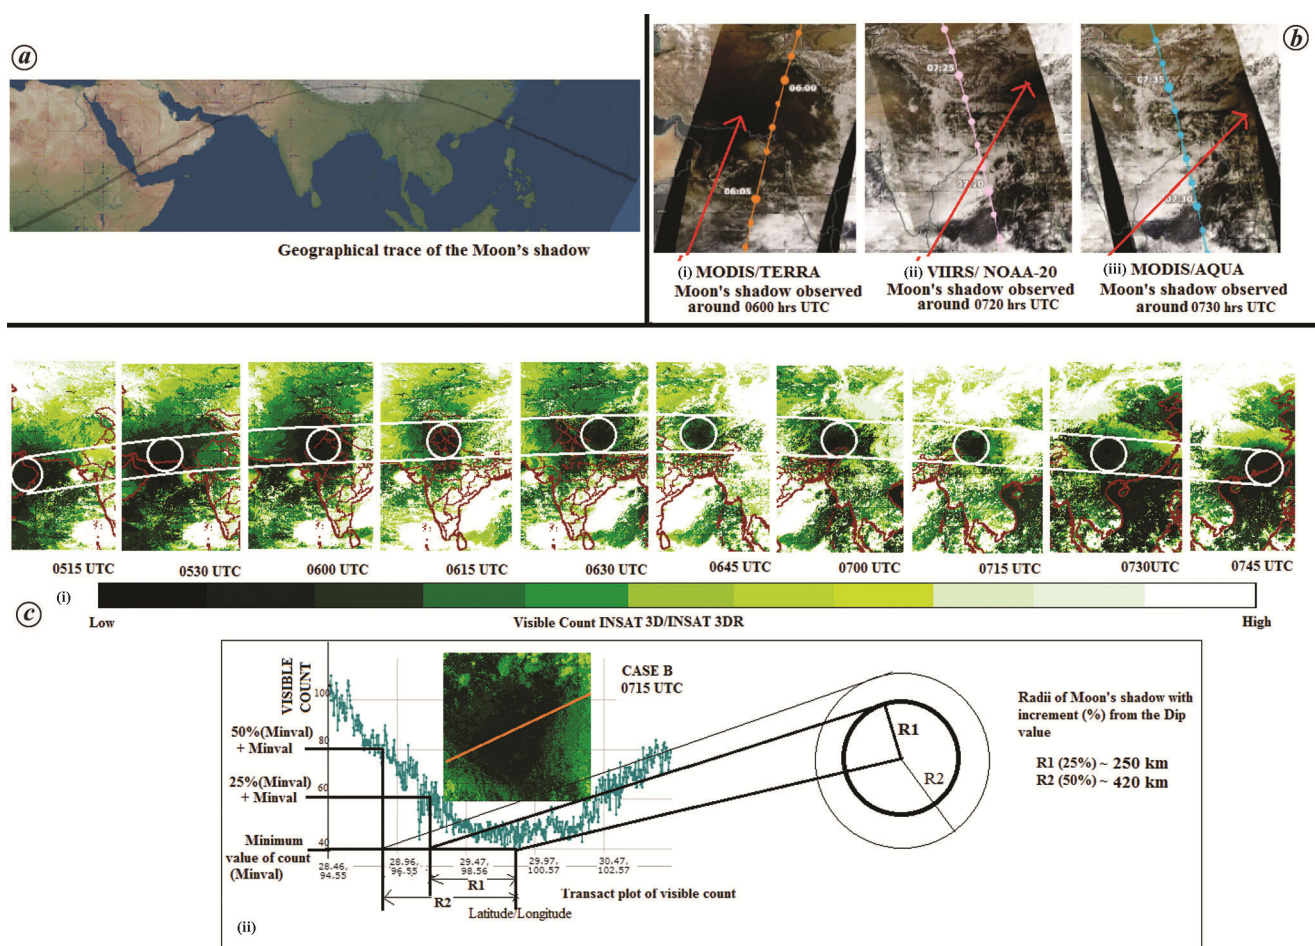 a
Geographical trace of the Moon's shadow
b
06:00
06:05
07:25
07:20
07:35
(i) MODIS/TERRA
Moon's shadow observed
around 0600 hrs UTC
(ii) VIIRS/ NOAA-20
Moon's shadow observed
around 0720 hrs UTC
(iii) MODIS/AQUA
Moon's shadow observed
around 0730 hrs UTC
0515 UTC
0530 UTC
0600 UTC
0615 UTC
0630 UTC
0645 UTC
0700 UTC
0715 UTC
0730UTC
0745 UTC
(i)
c
Low
Visible Count INSAT 3D/INSAT 3DR
High
VISIBLE
COUNT
100
80
60
40
50%(Minval)
+ Minval
25%(Minval)
+ Minval
Minimum
value of count
(Minval)
CASE B
0715 UTC
28.46,
94.55
28.96,
96.55
29.47,
98.56
29.97,
100.57
30.47,
102.57
R1
R2
Transact plot of visible count
Latitude/Longitude
R1
R2
Radii of Moon's shadow with
increment (%) from the Dip
value
R1 (25%) ~ 250 km
R2 (50%) ~ 420 km
(ii)